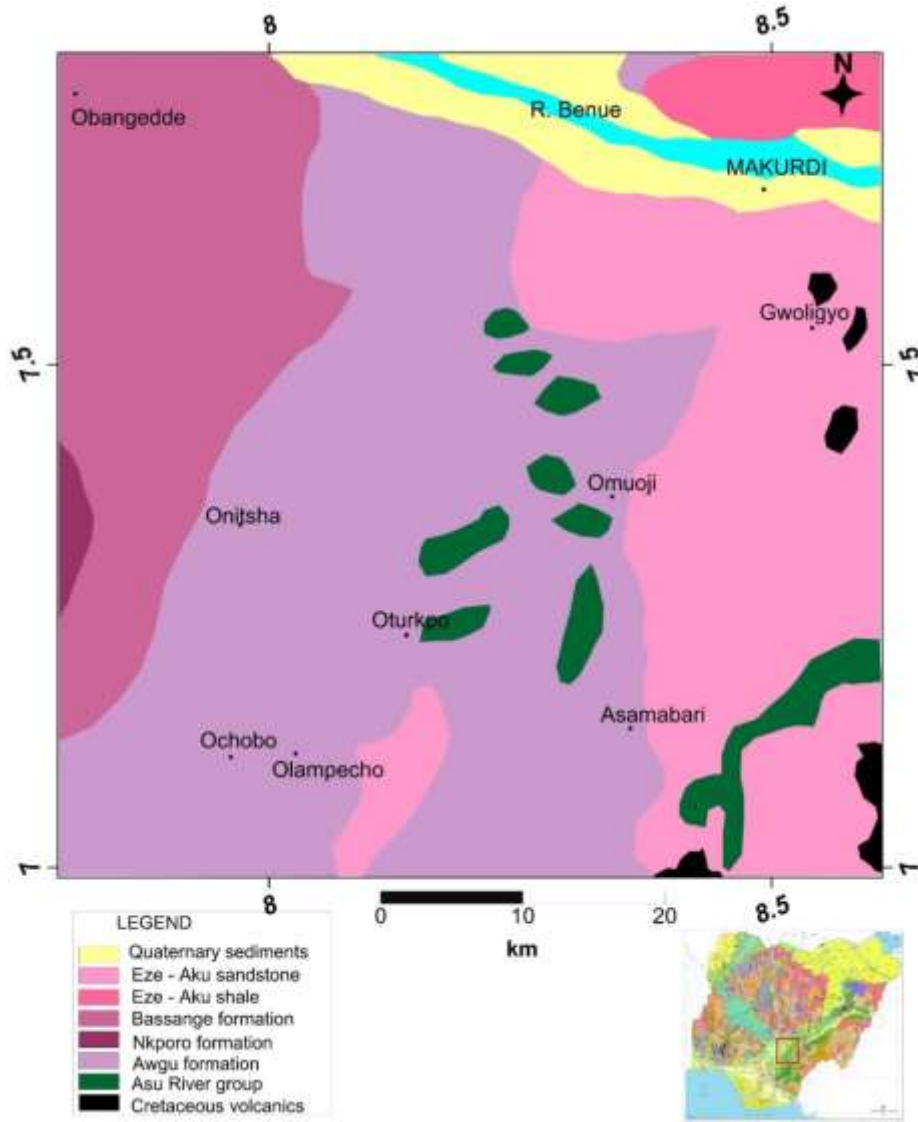 8 8.5
N
Obangedde
R. Benue
MAKURDI
Gwoligyo
7.5 7.5
Omuoji
Onitsha
Oturkpo
Asamabari
Ochobo
Olampecho
7 7
8 8.5
0 10 20
km
LEGEND
Quaternary sediments
Eze - Aku sandstone
Eze - Aku shale
Bassange formation
Nkporo formation
Awgu formation
Asu River group
Cretaceous volcanics